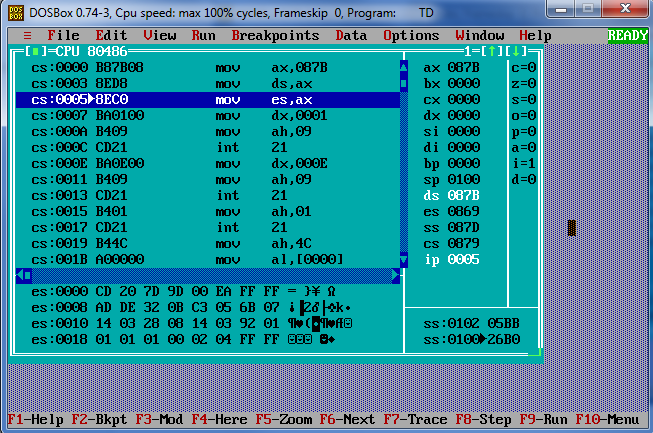 DOSBox 0.74-3, Cpu speed: max 100% cycles, Frameskip 0, Program: TD
≡ File Edit View Run Breakpoints Data Options Window Help READY
[■]=CPU 80486 1=[↑][↓]
cs:0000 B87B08 mov ax,087B ax 087B c=0
cs:0003 8ED8 mov ds,ax bx 0000 z=0
cs:0005►8EC0 mov es,ax cx 0000 s=0
cs:0007 BA0100 mov dx,0001 dx 0000 o=0
cs:000A B409 mov ah,09 si 0000 p=0
cs:000C CD21 int 21 di 0000 a=0
cs:000E BA0E00 mov dx,000E bp 0000 i=1
cs:0011 B409 mov ah,09 sp 0100 d=0
cs:0013 CD21 int 21 ds 087B
cs:0015 B401 mov ah,01 es 0869
cs:0017 CD21 int 21 ss 087D
cs:0019 B44C mov ah,4C cs 0879
cs:001B A00000 mov al,[0000] ip 0005
es:0000 CD 20 7D 9D 00 EA FF FF = }¥ Ω
es:0008 AD DE 32 0B C3 05 6B 07
es:0010 14 03 28 08 14 03 92 01 ss:0102 05BB
es:0018 01 01 01 00 02 04 FF FF ss:0100►26B0
F1-Help F2-Bkpt F3-Mod F4-Here F5-Zoom F6-Next F7-Trace F8-Step F9-Run F10-Menu